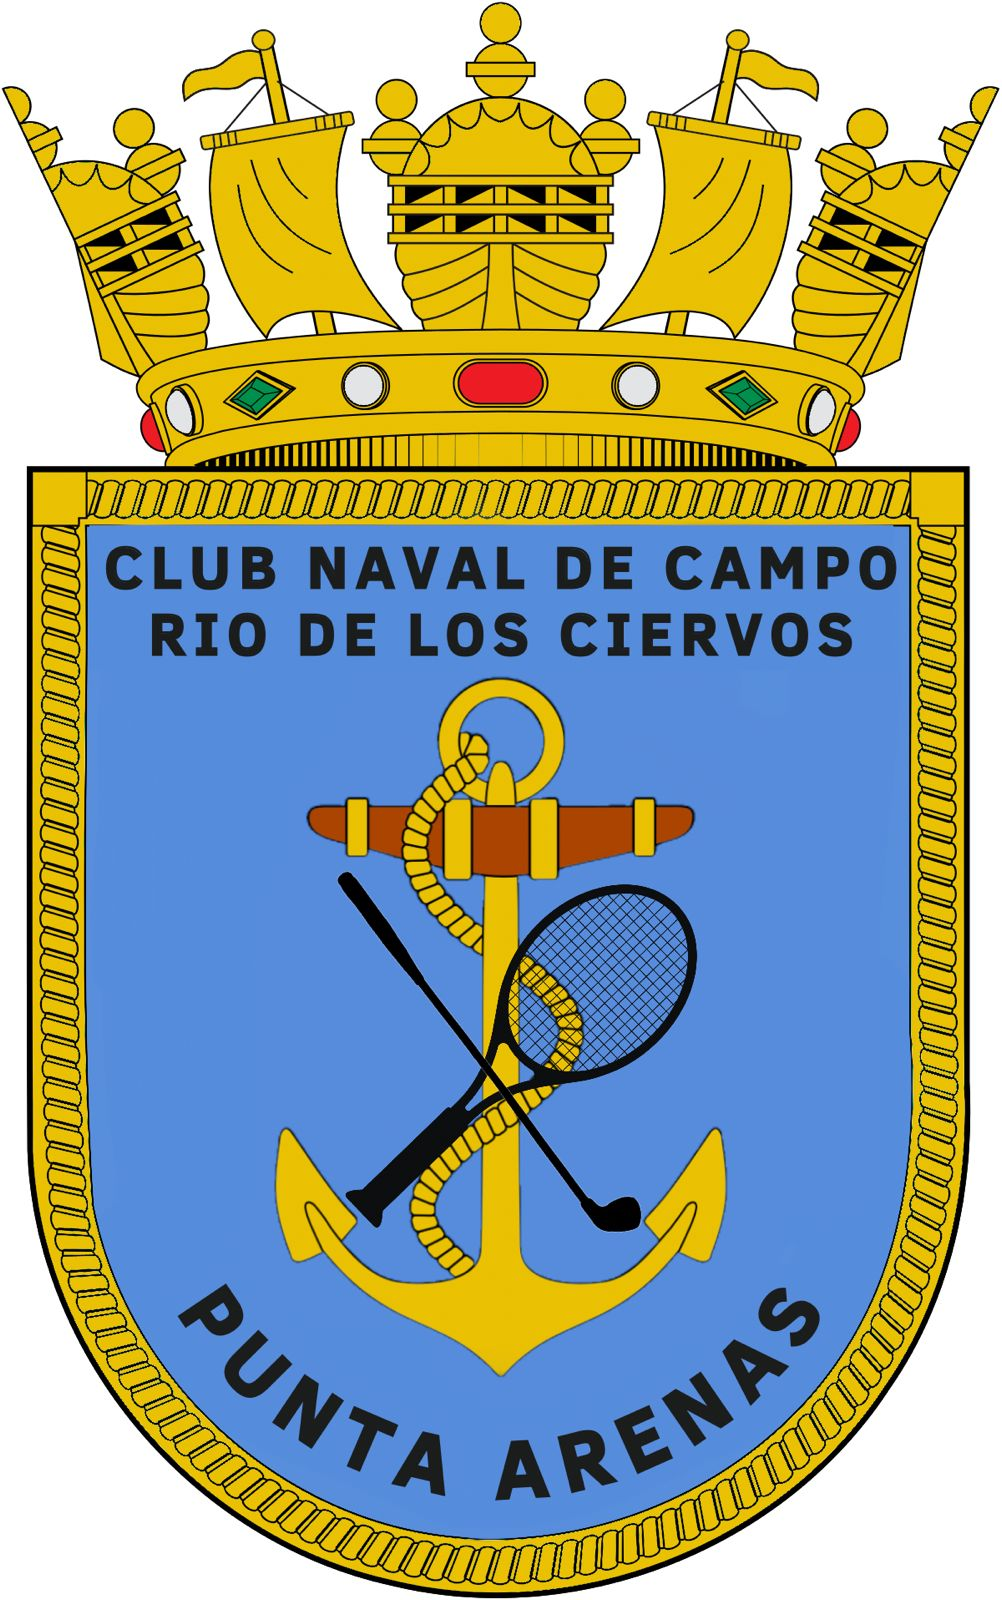 CLUB NAVAL DE CAMPO
RIO DE LOS CIERVOS
PUNTA ARENAS